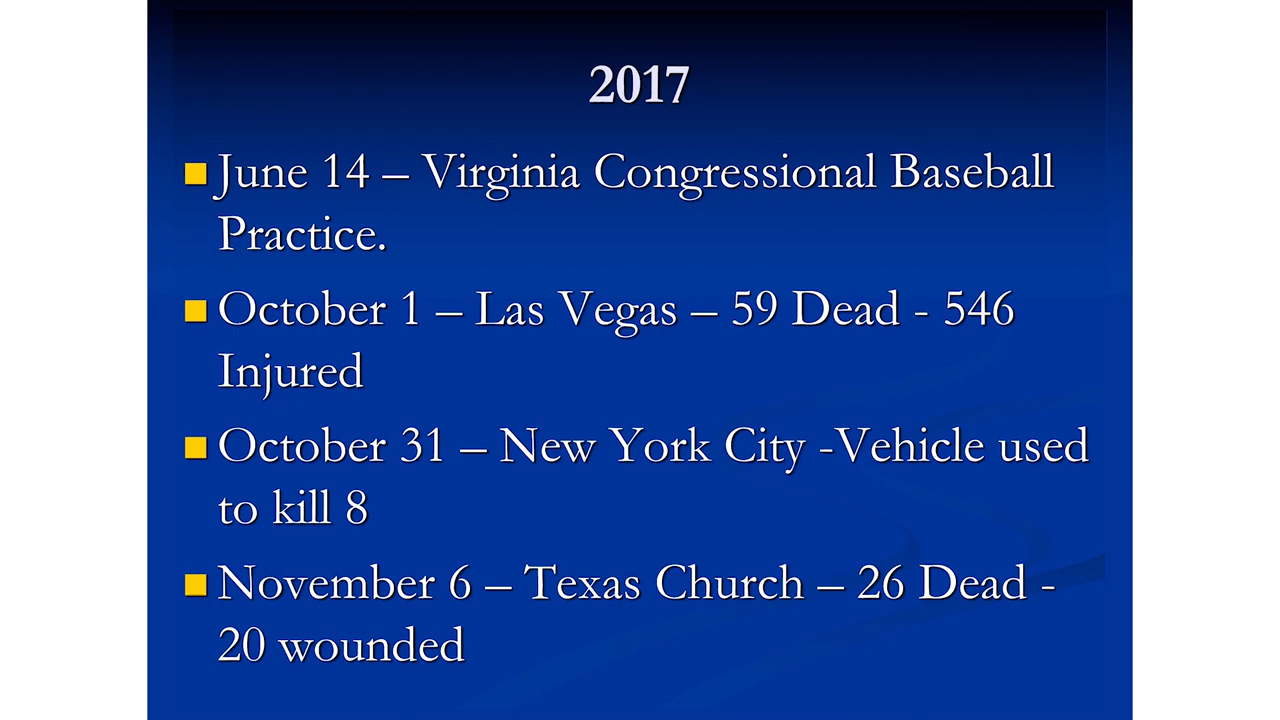 2017
June 14 – Virginia Congressional Baseball
Practice.
October 1 – Las Vegas – 59 Dead - 546
Injured
October 31 – New York City -Vehicle used
to kill 8
November 6 – Texas Church – 26 Dead -
20 wounded